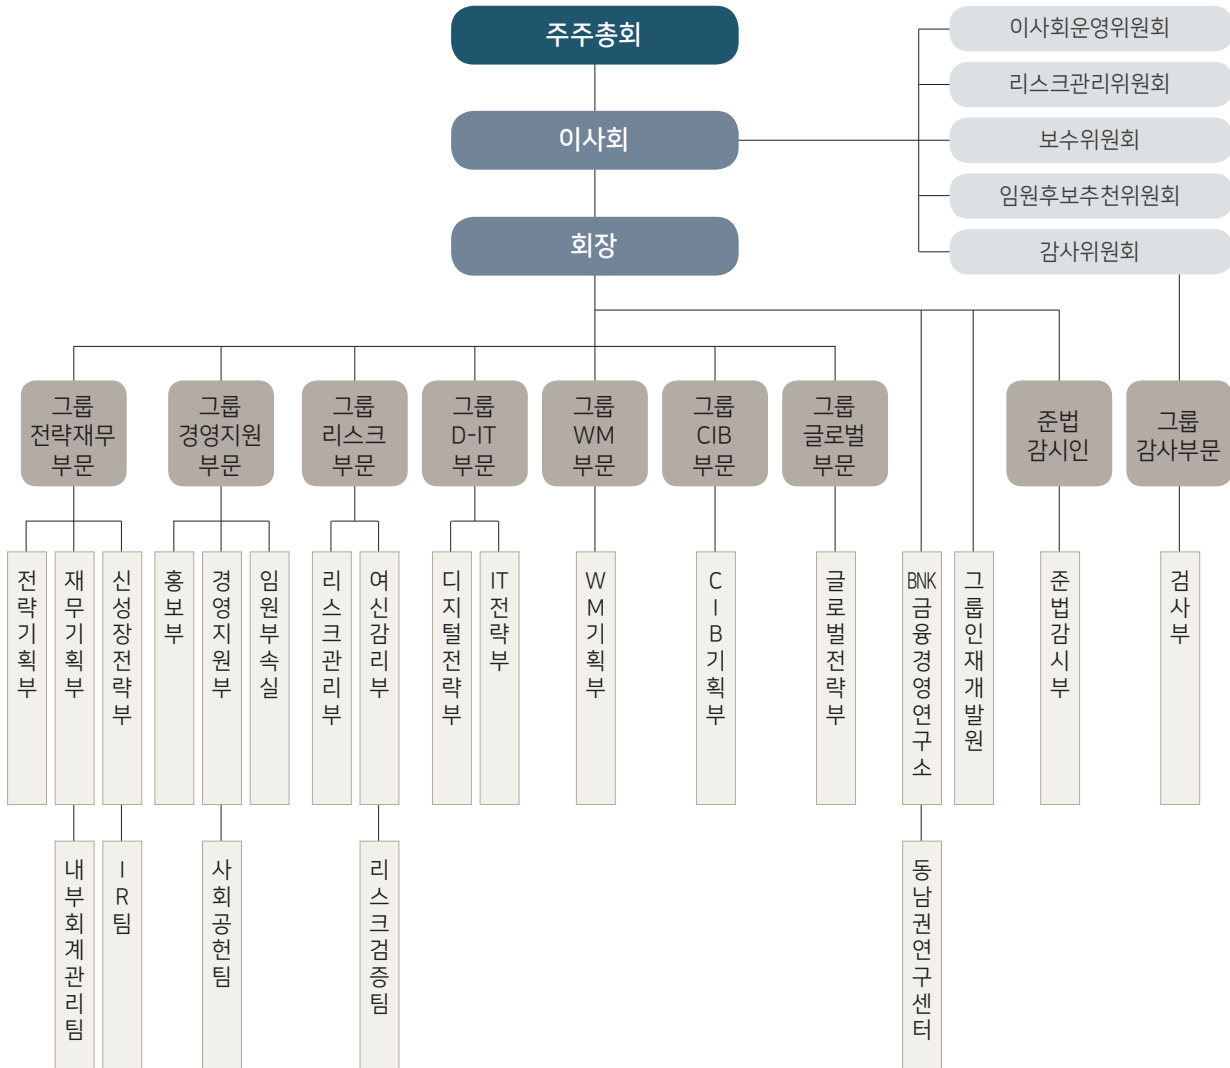 주주총회
이사회
회장
이사회운영위원회
리스크관리위원회
보수위원회
임원후보추천위원회
감사위원회
그룹
전략재무
부문
그룹
경영지원
부문
그룹
리스크
부문
그룹
D-IT
부문
그룹
WM
부문
그룹
CIB
부문
그룹
글로벌
부문
준법
감시인
그룹
감사부문
전략기획부
재무기획부
신성장전략부
홍보부
경영지원부
임원부속실
리스크관리부
여신감리부
디지털전략부
IT전략부
WM기획부
CIB기획부
글로벌전략부
BNK금융경영연구소
그룹인재개발원
준법감시부
검사부
내부회계관리팀
IR팀
사회공헌팀
리스크검증팀
동남권연구센터